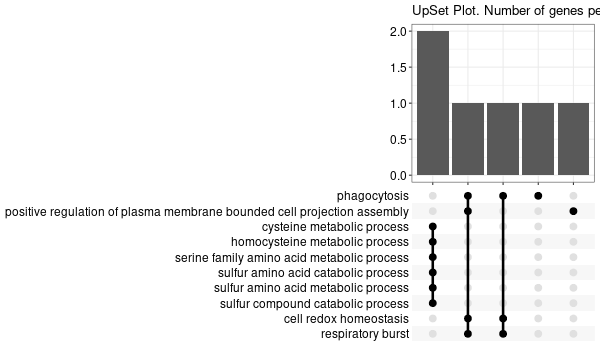 UpSet Plot. Number of genes pe
2.0
1.5
1.0
0.5
0.0
phagocytosis
positive regulation of plasma membrane bounded cell projection assembly
cysteine metabolic process
homocysteine metabolic process
serine family amino acid metabolic process
sulfur amino acid catabolic process
sulfur amino acid metabolic process
sulfur compound catabolic process
cell redox homeostasis
respiratory burst